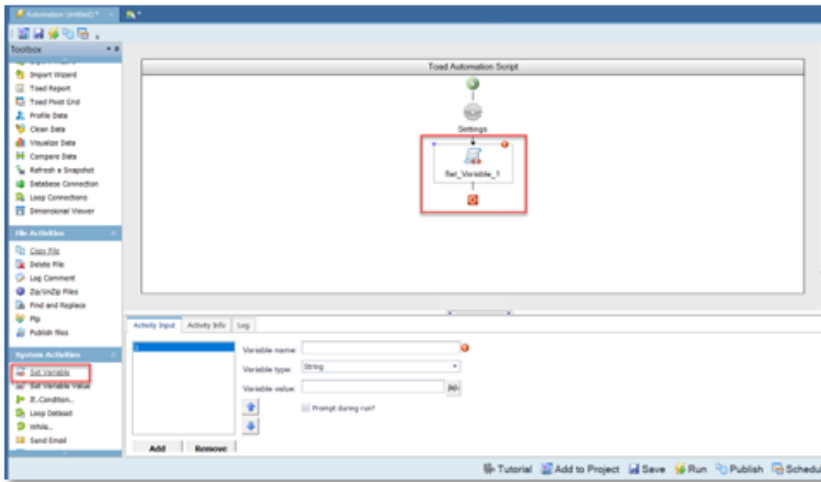 Automation (untitled) *
Toolbox
Import Wizard
Toad Report
Toad Pivot Grid
Profile Data
Clean Data
Visualize Data
Compare Data
Refresh a Snapshot
Database Connection
Loop Connections
Dimensional Viewer
File Activities
Copy File
Delete File
Log Comment
Zip/UnZip Files
Find and Replace
Ftp
Publish files
System Activities
Set Variable
Set Variable Value
If..Condition..
Loop Dataset
While..
Send Email
Toad Automation Script
Settings
Set_Variable_1
Activity Input Activity Info Log
Variable name:
Variable type: String
Variable value:
Prompt during run?
Add Remove
Tutorial Add to Project Save Run Publish Schedu